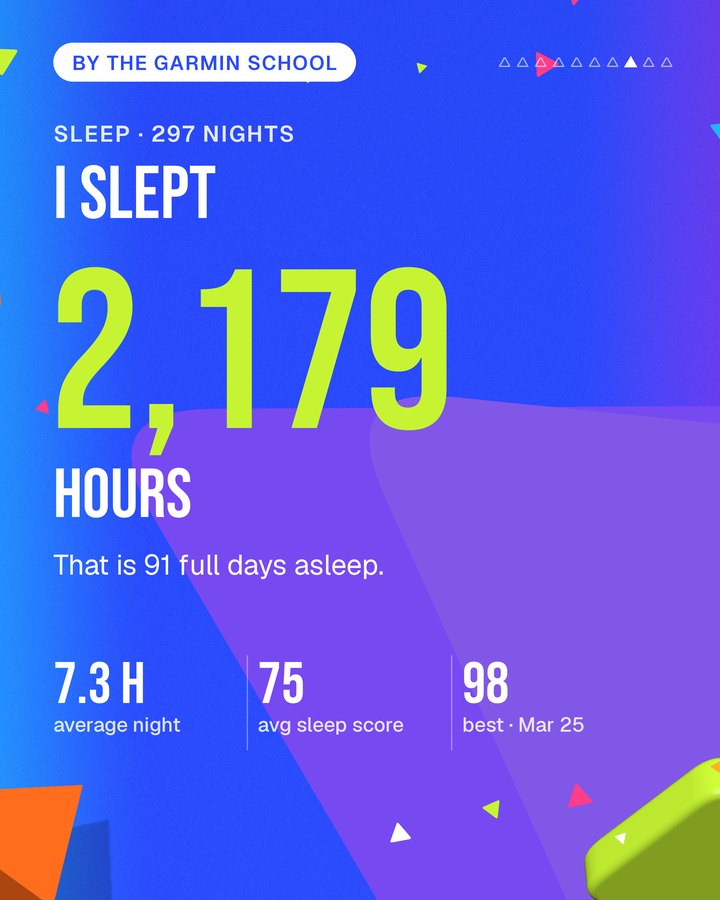 BY THE GARMIN SCHOOL
SLEEP · 297 NIGHTS
I SLEPT
2,179
HOURS
That is 91 full days asleep.
7.3 H
average night
75
avg sleep score
98
best · Mar 25